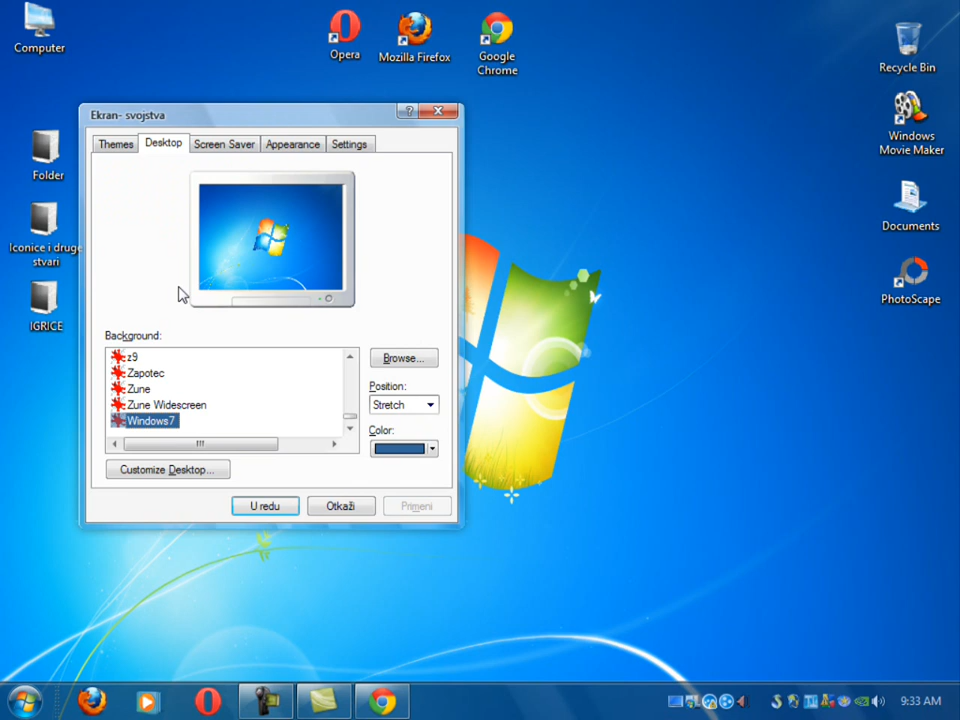 Computer
Opera
Mozilla Firefox
Google
Chrome
Recycle Bin
Ekran- svojstva
Themes
Desktop
Screen Saver
Appearance
Settings
Windows
Movie Maker
Folder
Documents
Iconice i druge
stvari
PhotoScape
IGRICE
Background:
z9
Zapotec
Zune
Zune Widescreen
Windows7
Browse...
Position:
Stretch
Color:
Customize Desktop...
U redu
Otkaži
Primeni
9:33 AM